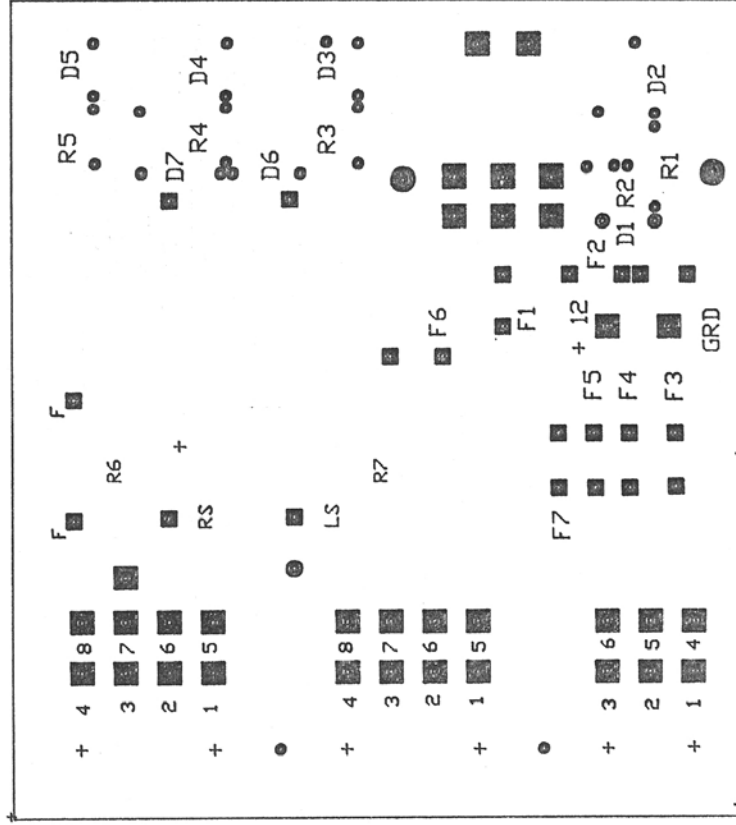 D5
D4
D3
D2
R5
R4
R3
D7
D6
R2
R1
F2
D1
F6
F1
+ 12
GRD
F
F5
F4
F3
+
R6
R7
F
RS
LS
F7
8 7 6 5
8 7 6 5
6 5 4
4 3 2 1
4 3 2 1
3 2 1
+ + + + + +